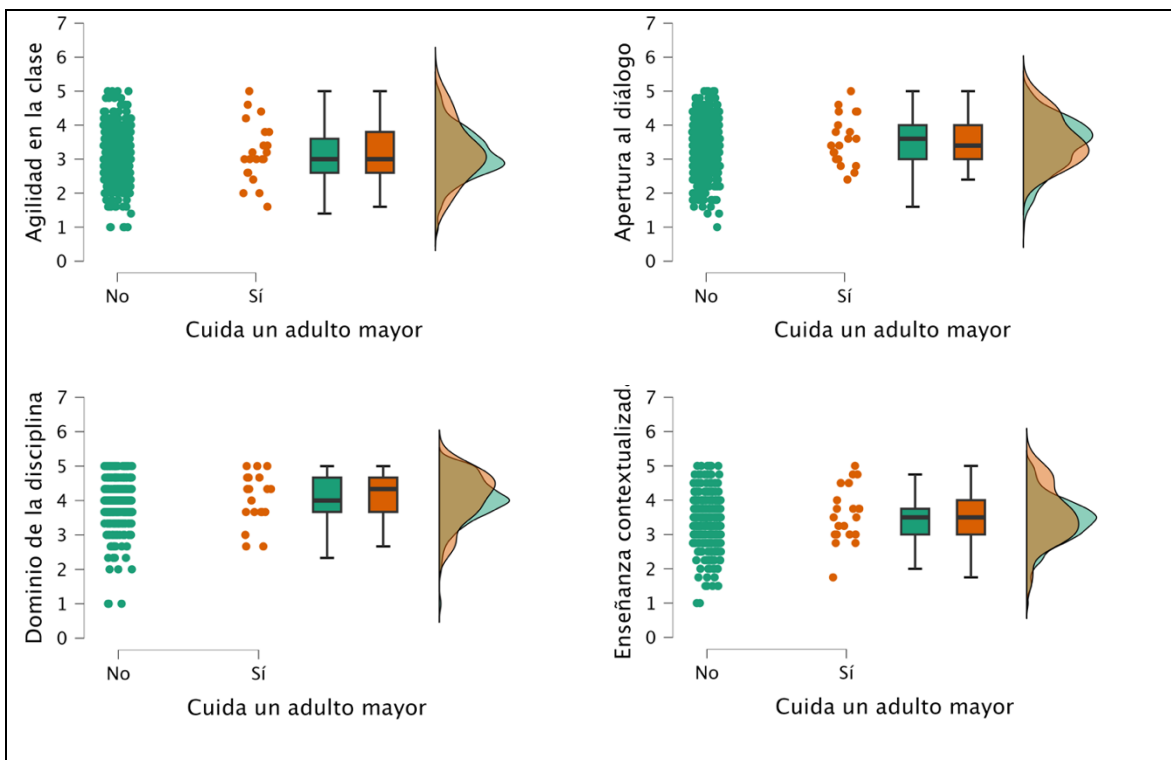 Agilidad en la clase
7
6
5
4
3
2
1
0
No
Sí
Cuida un adulto mayor
Apertura al diálogo
7
6
5
4
3
2
1
0
No
Sí
Cuida un adulto mayor
Dominio de la disciplina
7
6
5
4
3
2
1
0
No
Sí
Cuida un adulto mayor
Enseñanza contextualizad
7
6
5
4
3
2
1
0
No
Sí
Cuida un adulto mayor